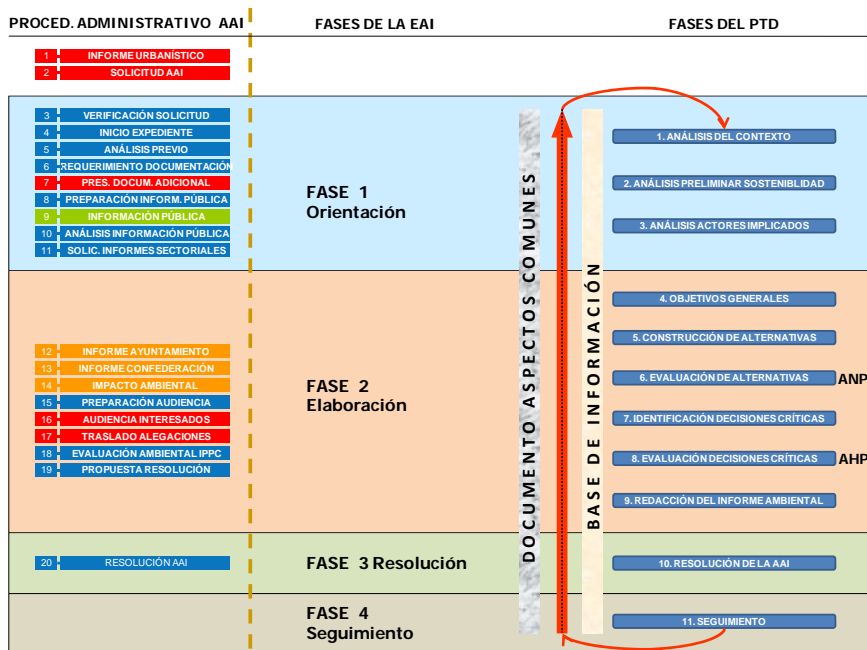 PROCED. ADMINISTRATIVO AAI
FASES DE LA EAI
FASES DEL PTD
1 INFORME URBANÍSTICO
2 SOLICITUD AAI
3 VERIFICACIÓN SOLICITUD
4 INICIO EXPEDIENTE
5 ANÁLISIS PREVIO
6 REQUERIMIENTO DOCUMENTACIÓN
7 PRES. DOCUM. ADICIONAL
8 PREPARACIÓN INFORM. PÚBLICA
9 INFORMACIÓN PÚBLICA
10 ANÁLISIS INFORMACIÓN PÚBLICA
11 SOLIC. INFORMES SECTORIALES
FASE 1
Orientación
1. ANÁLISIS DEL CONTEXTO
2. ANÁLISIS PRELIMINAR SOSTENIBLIDAD
3. ANÁLISIS ACTORES IMPLICADOS
DOCUMENTO ASPECTOS COMUNES
BASE DE INFORMACIÓN
12 INFORME AYUNTAMIENTO
13 INFORME CONFEDERACIÓN
14 IMPACTO AMBIENTAL
15 PREPARACIÓN AUDIENCIA
16 AUDIENCIA INTERESADOS
17 TRASLADO ALEGACIONES
18 EVALUACIÓN AMBIENTAL IPPC
19 PROPUESTA RESOLUCIÓN
FASE 2
Elaboración
4. OBJETIVOS GENERALES
5. CONSTRUCCIÓN DE ALTERNATIVAS
6. EVALUACIÓN DE ALTERNATIVAS ANP
7. IDENTIFICACIÓN DECISIONES CRÍTICAS
8. EVALUACIÓN DECISIONES CRÍTICAS AHP
9. REDACCIÓN DEL INFORME AMBIENTAL
20 RESOLUCIÓN AAI
FASE 3 Resolución
10. RESOLUCIÓN DE LA AAI
FASE 4
Seguimiento
11. SEGUIMIENTO